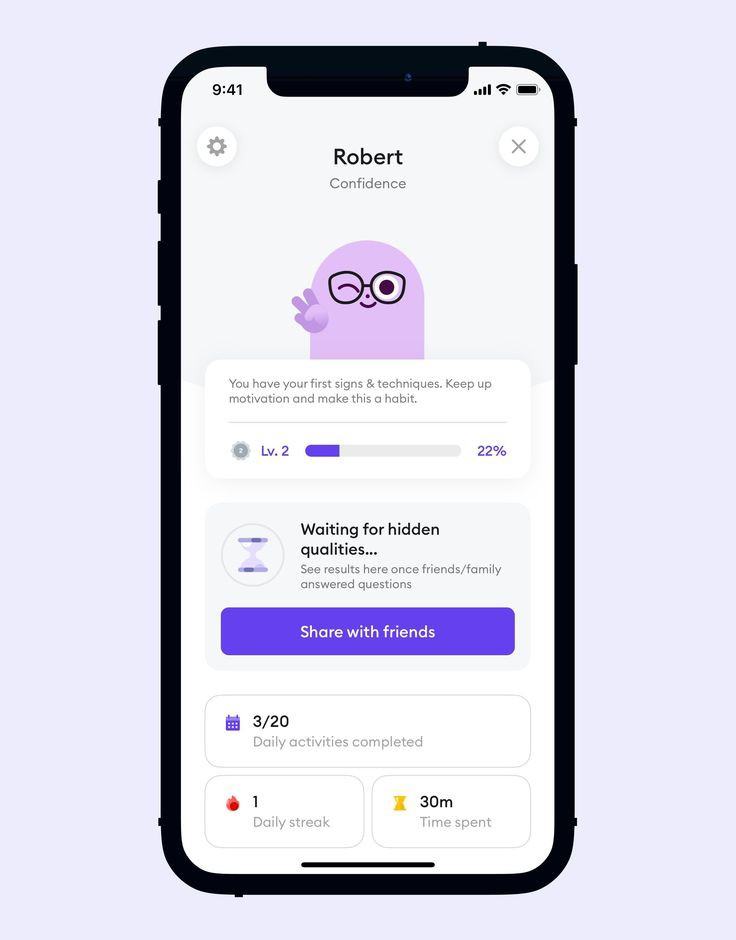 9:41
Robert
Confidence
You have your first signs & techniques. Keep up
motivation and make this a habit.
2 Lv. 2 22%
Waiting for hidden
qualities...
See results here once friends/family
answered questions
Share with friends
3/20
Daily activities completed
1
Daily streak
30m
Time spent